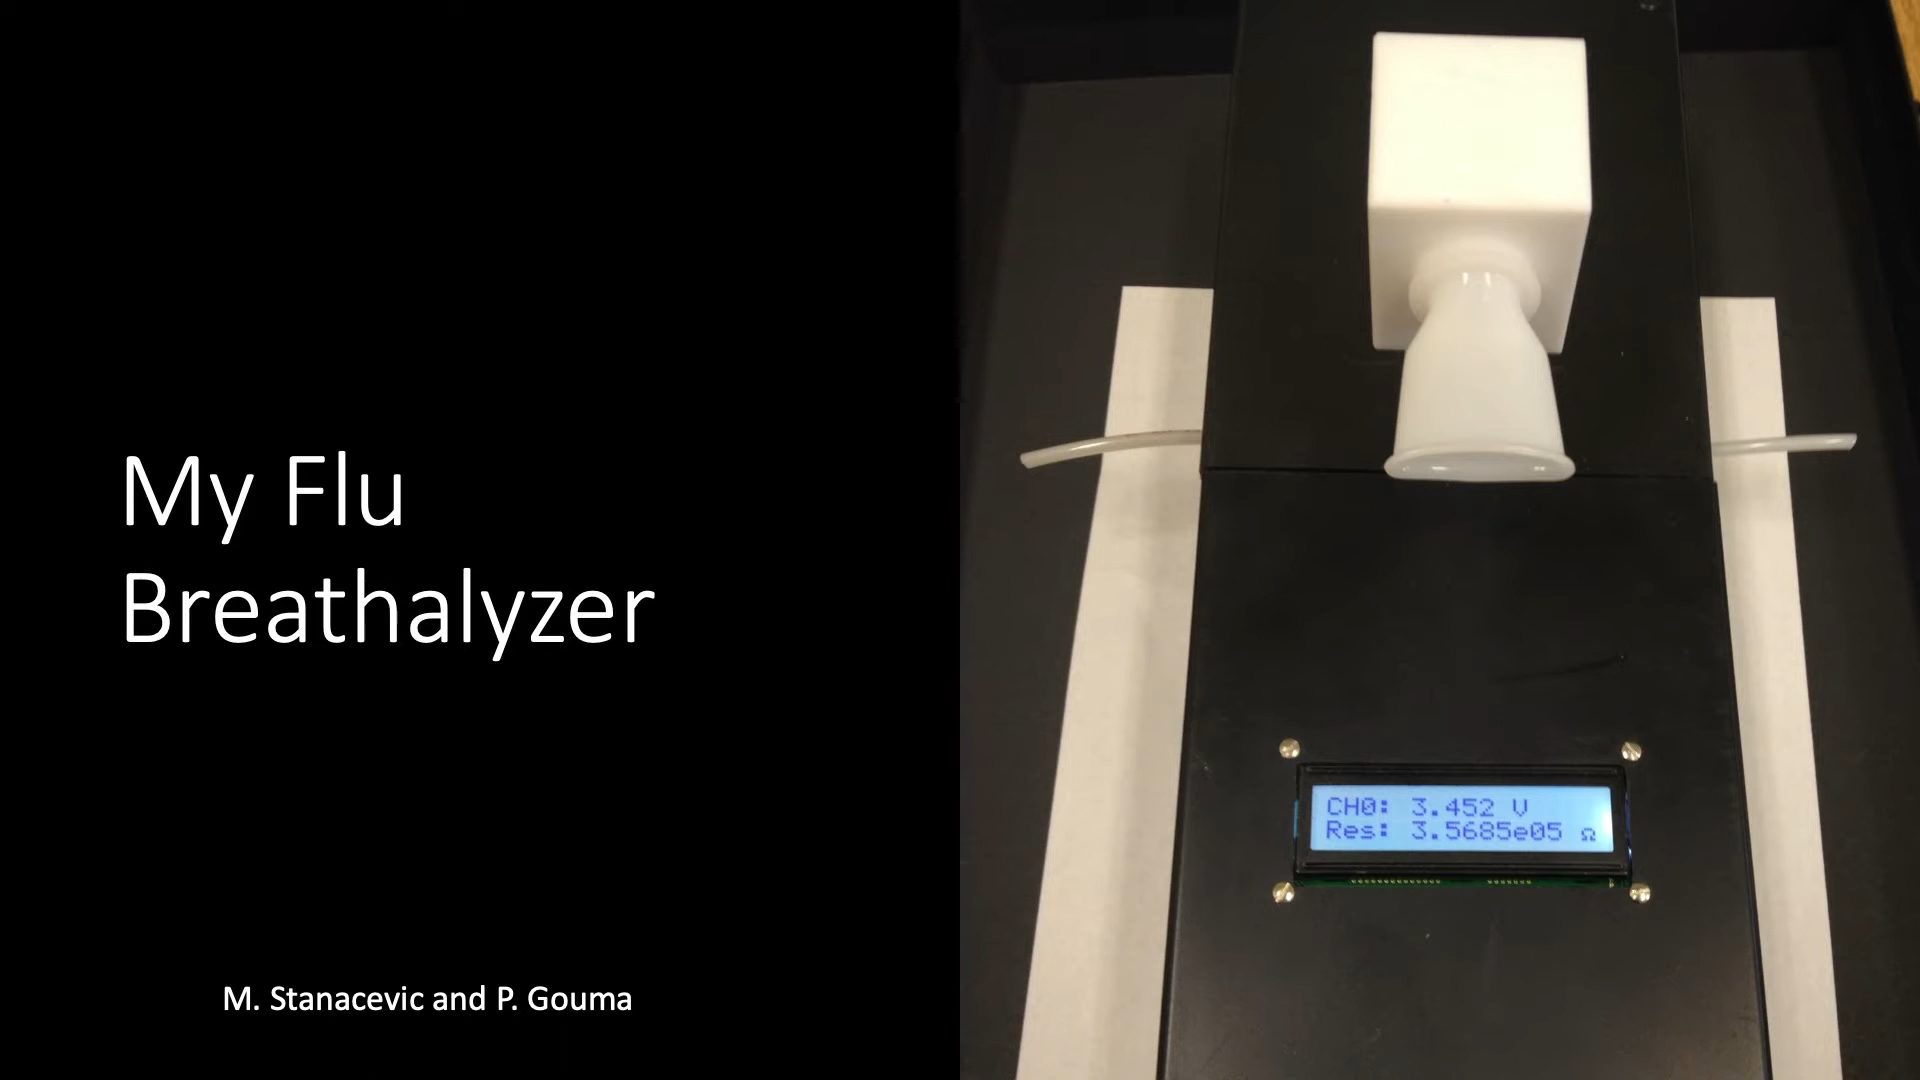 My Flu
Breathalyzer
M. Stanacevic and P. Gouma
CH0: 3.452 V
Res: 3.5685e05 Ω